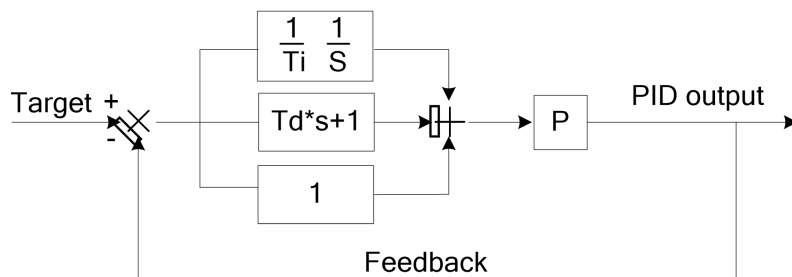 1 1
Ti S
Target +
-
Td*s+1
1
P
PID output
Feedback